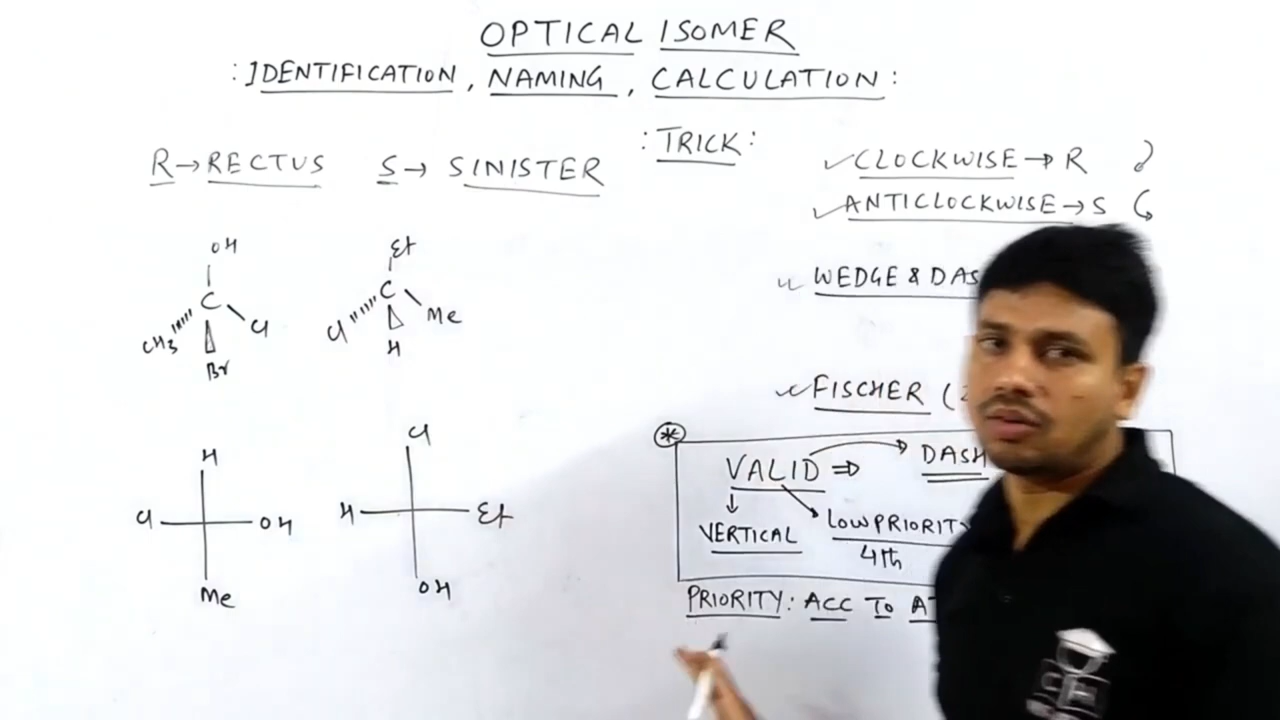 OPTICAL ISOMER
: IDENTIFICATION, NAMING, CALCULATION :
: TRICK :
R → RECTUS S → SINISTER
✓ CLOCKWISE → R
✓ ANTICLOCKWISE → S
✓ WEDGE & DAS
OH
C
CH3
Cl
Br
Et
C
Cl
Me
H
✓ FISCHER (
* VALID ⇒ DASH
VERTICAL
LOW PRIORITY
4th
PRIORITY : ACC TO AT
H
Cl OH
Me
Cl
H Et
OH